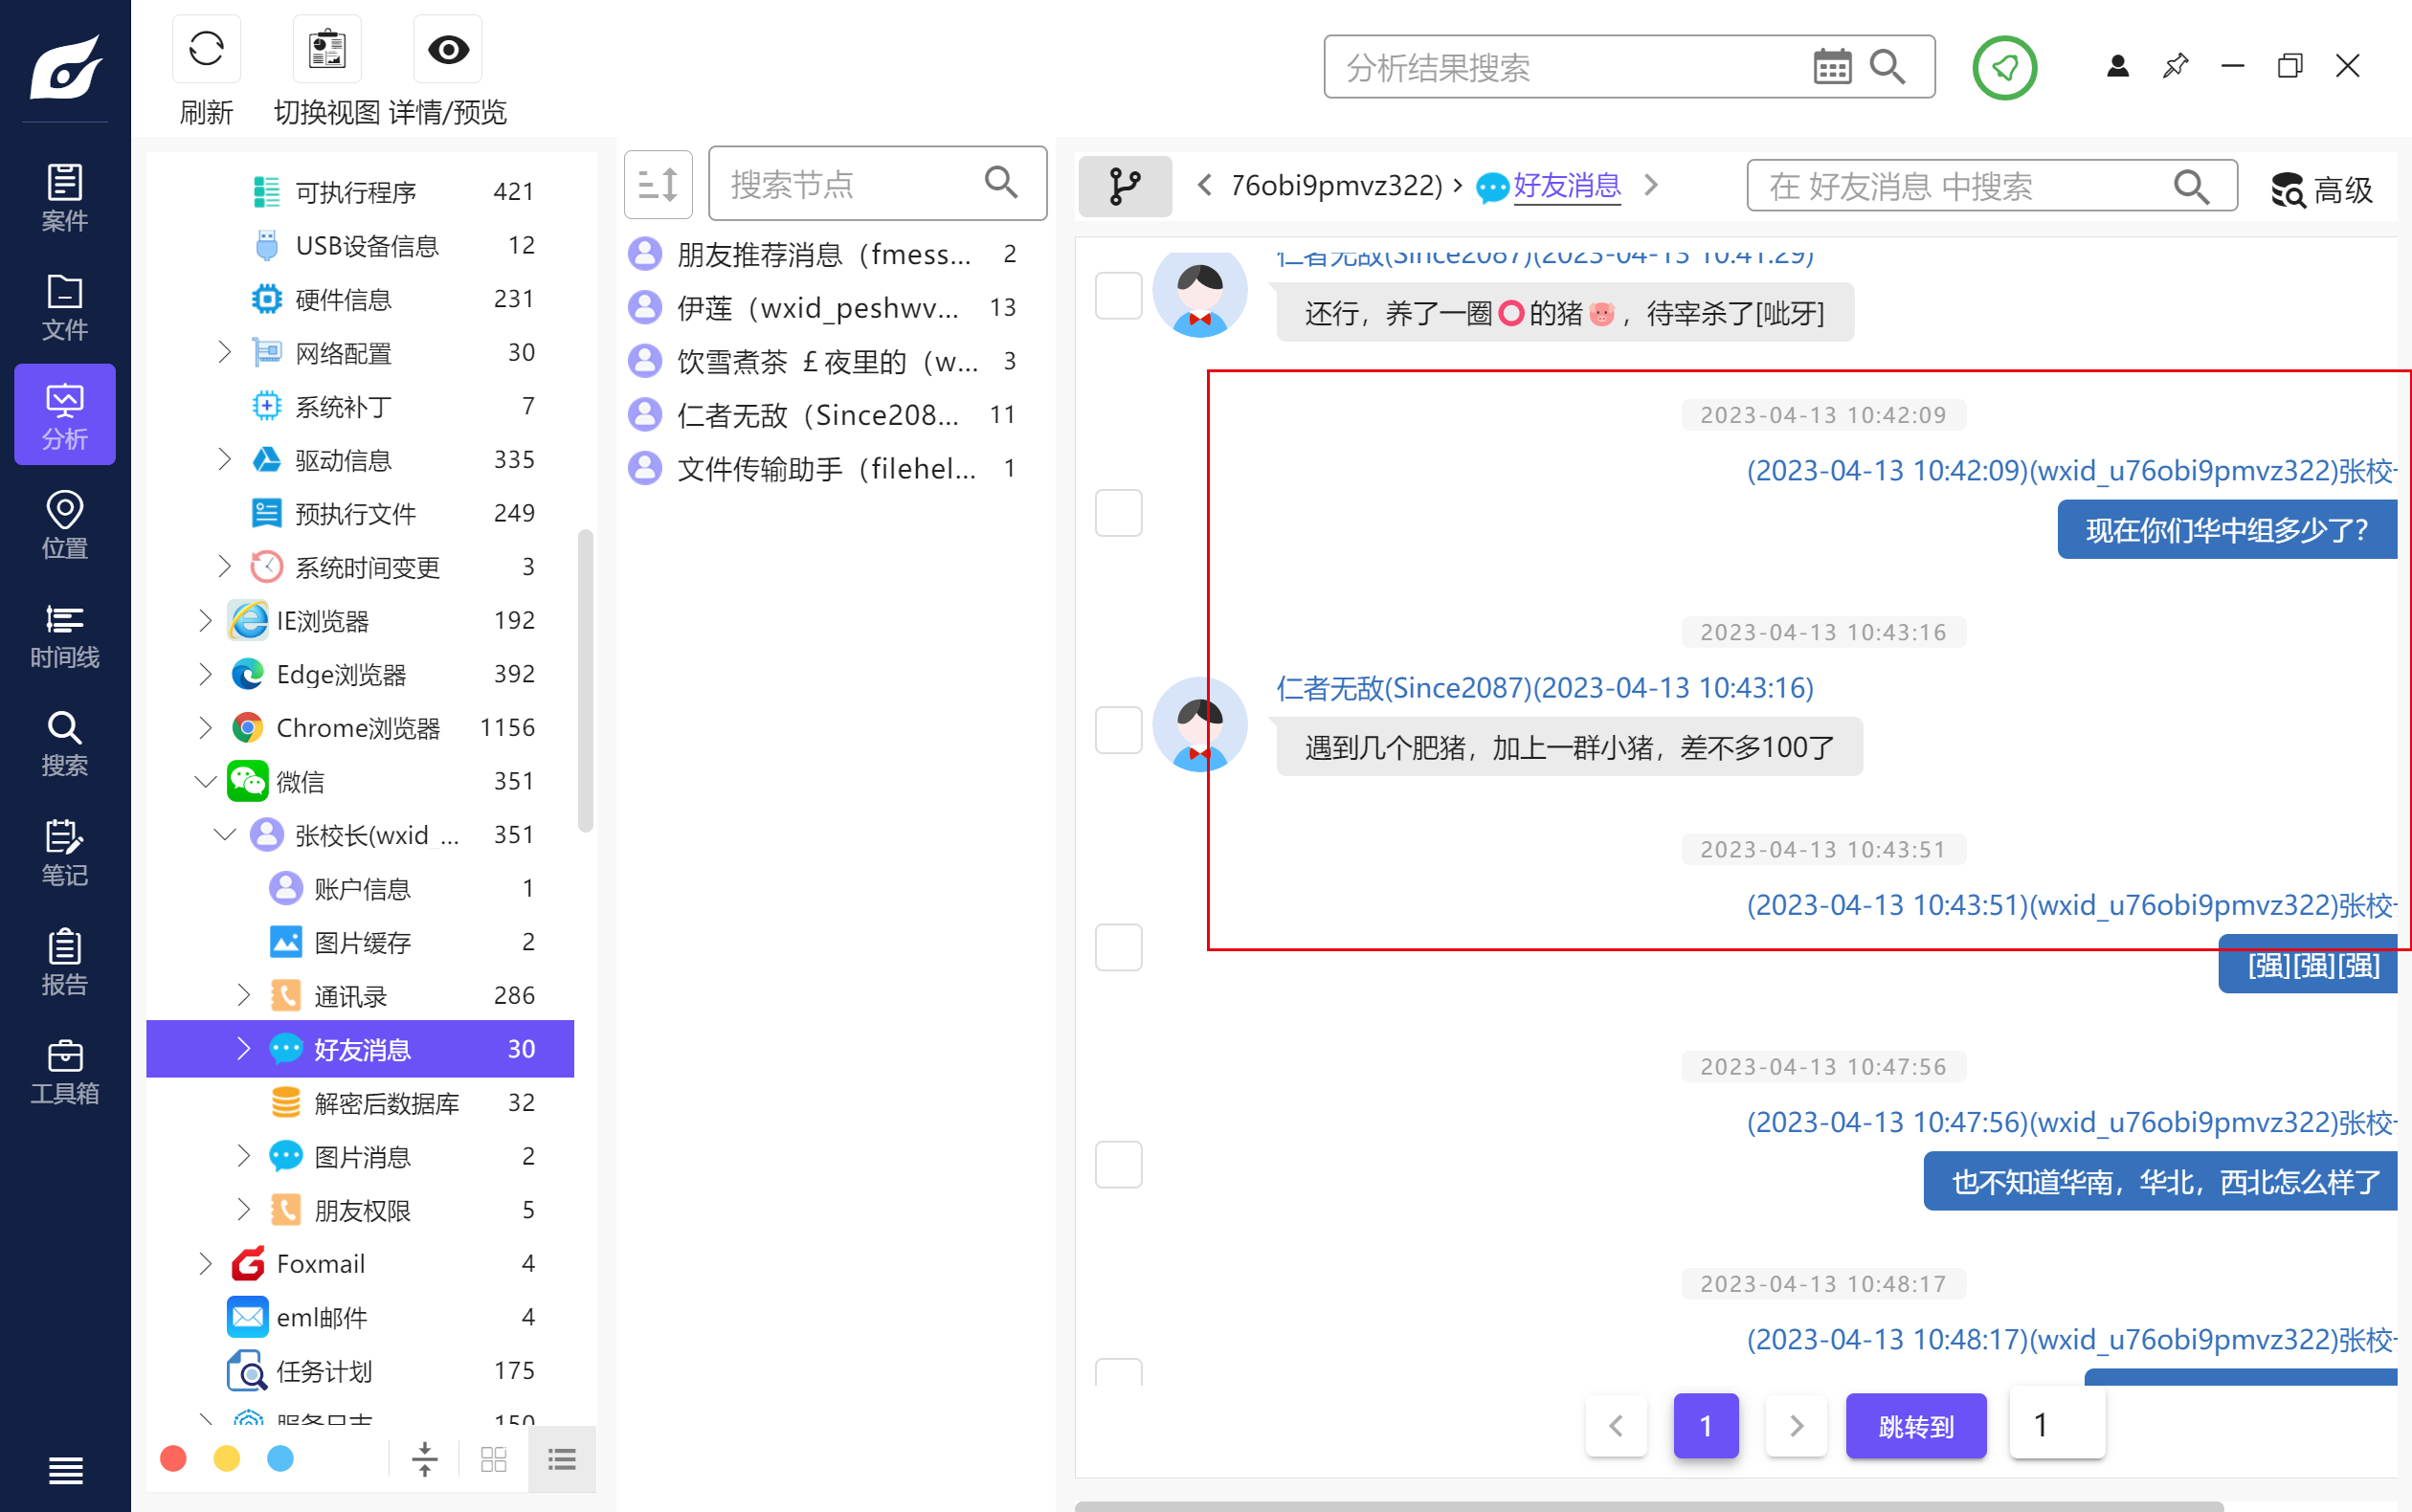 刷新
切换视图
详情/预览
分析结果搜索
案件
文件
分析
位置
时间线
搜索
笔记
报告
工具箱
可执行程序 421
USB设备信息 12
硬件信息 231
网络配置 30
系统补丁 7
驱动信息 335
预执行文件 249
系统时间变更 3
IE浏览器 192
Edge浏览器 392
Chrome浏览器 1156
微信 351
张校长(wxid_... 351
账户信息 1
图片缓存 2
通讯录 286
好友消息 30
解密后数据库 32
图片消息 2
朋友权限 5
Foxmail 4
eml邮件 4
任务计划 175
服务日志 150
搜索节点
朋友推荐消息（fmess... 2
伊莲（wxid_peshwv... 13
饮雪煮茶 £夜里的（w... 3
仁者无敌（Since208... 11
文件传输助手（filehel... 1
76obi9pmvz322) › 好友消息
在 好友消息 中搜索
高级
仁者无敌(Since2087)(2023-04-13 10:41:29)
还行，养了一圈⭕的猪🐷，待宰杀了[呲牙]
2023-04-13 10:42:09
(2023-04-13 10:42:09)(wxid_u76obi9pmvz322)张校
现在你们华中组多少了?
2023-04-13 10:43:16
仁者无敌(Since2087)(2023-04-13 10:43:16)
遇到几个肥猪，加上一群小猪，差不多100了
2023-04-13 10:43:51
(2023-04-13 10:43:51)(wxid_u76obi9pmvz322)张校
[强][强][强]
2023-04-13 10:47:56
(2023-04-13 10:47:56)(wxid_u76obi9pmvz322)张校
也不知道华南，华北，西北怎么样了
2023-04-13 10:48:17
(2023-04-13 10:48:17)(wxid_u76obi9pmvz322)张校
1
跳转到
1